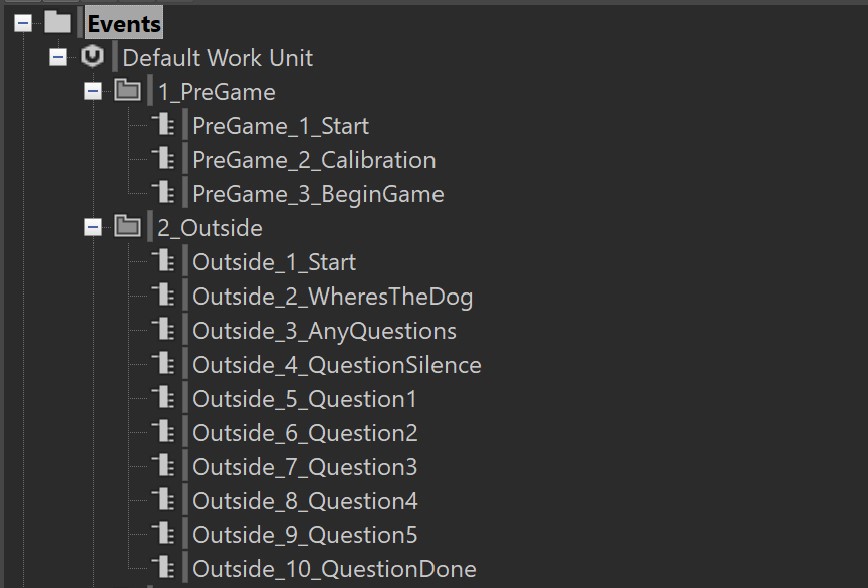 Events
Default Work Unit
1_PreGame
PreGame_1_Start
PreGame_2_Calibration
PreGame_3_BeginGame
2_Outside
Outside_1_Start
Outside_2_WheresTheDog
Outside_3_AnyQuestions
Outside_4_QuestionSilence
Outside_5_Question1
Outside_6_Question2
Outside_7_Question3
Outside_8_Question4
Outside_9_Question5
Outside_10_QuestionDone